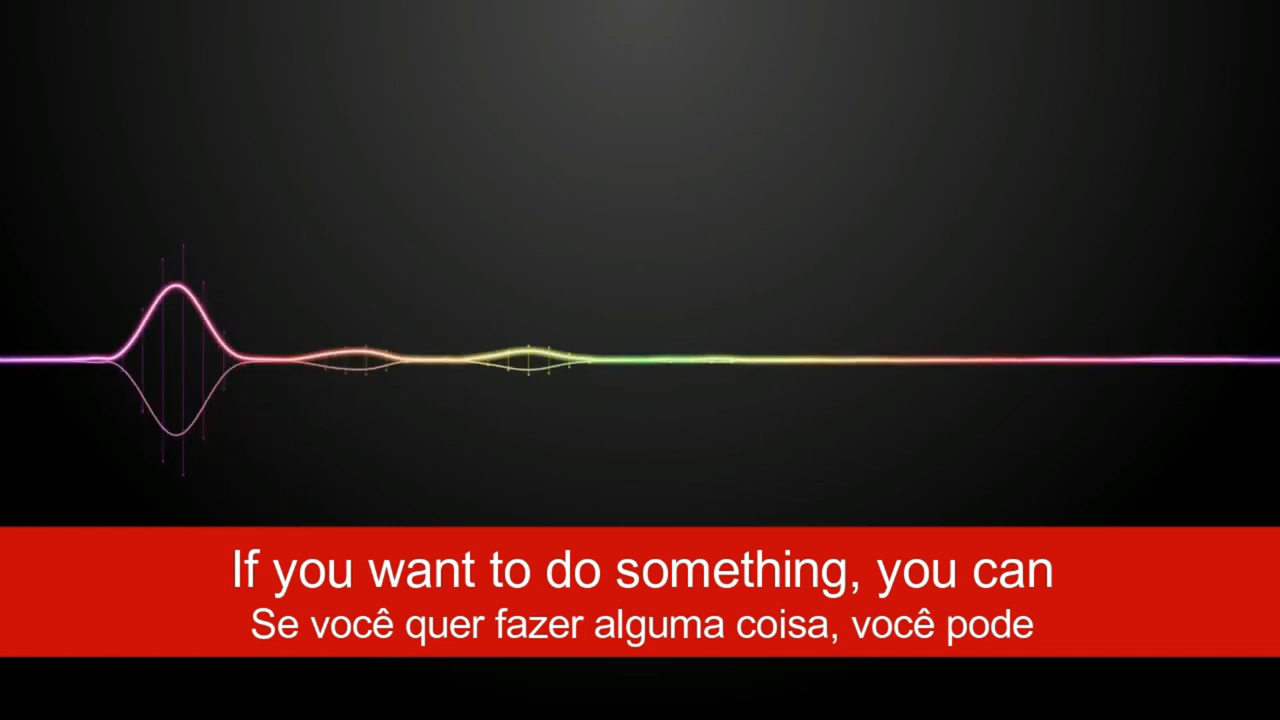 If you want to do something, you can
Se você quer fazer alguma coisa, você pode